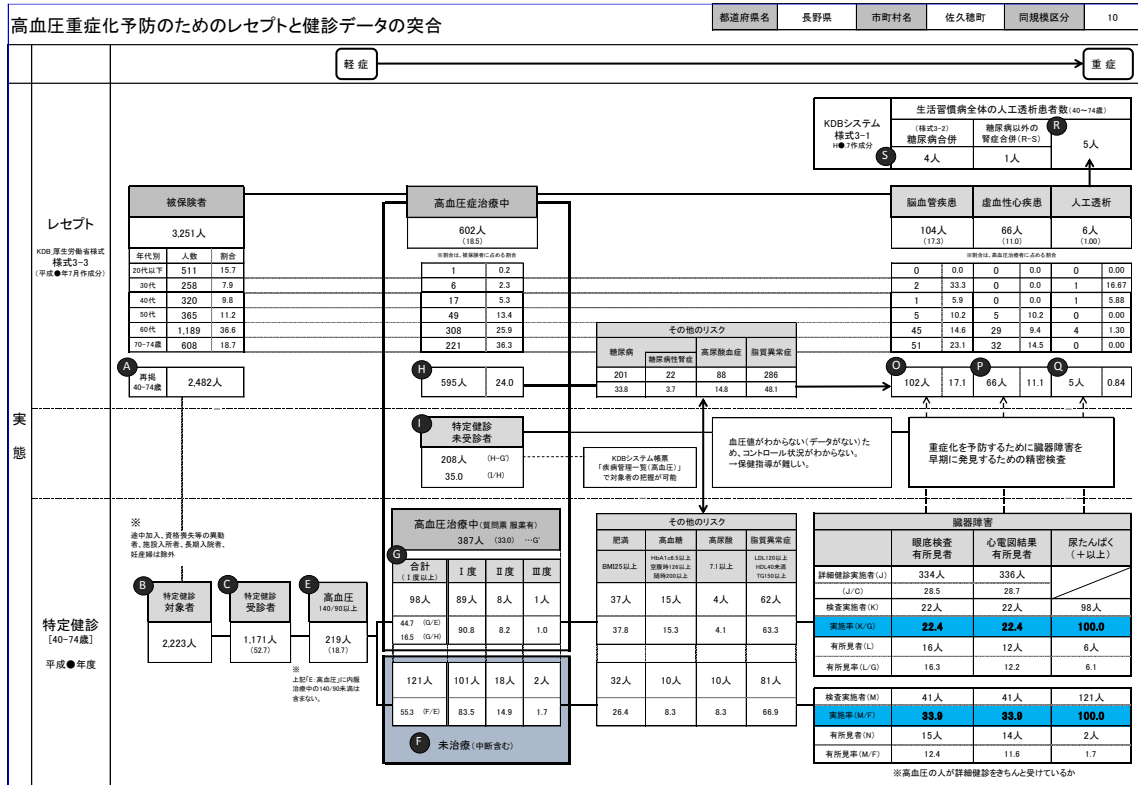 高血圧重症化予防のためのレセプトと健診データの突合
都道府県名 長野県 市町村名 佐久穂町 同規模区分 10
軽 症 重 症
KDBシステム
様式3-1
H●.7作成分
生活習慣病全体の人工透析患者数(40~74歳)
(様式3-2)
糖尿病合併
糖尿病以外の
腎症合併(R-S)
R
5人
S
4人 1人
実態
レセプト
KDB_厚生労働省様式
様式3-3
(平成●年7月作成分)
被保険者
3,251人
年代別 人数 割合
20代以下 511 15.7
30代 258 7.9
40代 320 9.8
50代 365 11.2
60代 1,189 36.6
70-74歳 608 18.7
A
再掲
40-74歳
2,482人
高血圧症治療中
602人
(18.5)
※割合は、被保険者に占める割合
1 0.2
6 2.3
17 5.3
49 13.4
308 25.9
221 36.3
H
595人 24.0
その他のリスク
糖尿病 糖尿病性腎症 高尿酸血症 脂質異常症
201 22 88 286
33.8 3.7 14.8 48.1
脳血管疾患 虚血性心疾患 人工透析
104人 66人 6人
(17.3) (11.0) (1.00)
※割合は、高血圧治療者に占める割合
0 0.0 0 0.0 0 0.00
2 33.3 0 0.0 1 16.67
1 5.9 0 0.0 1 5.88
5 10.2 5 10.2 0 0.00
45 14.6 29 9.4 4 1.30
51 23.1 32 14.5 0 0.00
O P Q
102人 17.1 66人 11.1 5人 0.84
I
特定健診
未受診者
208人 (H-G')
35.0 (I/H)
KDBシステム帳票
「疾病管理一覧(高血圧)」
で対象者の把握が可能
血圧値がわからない(データがない)た
め、コントロール状況がわからない。
→保健指導が難しい。
重症化を予防するために臓器障害を
早期に発見するための精密検査
特定健診
[40-74歳]
平成●年度
※
途中加入、資格喪失等の異動
者、施設入所者、長期入院者、
妊産婦は除外
B
特定健診
対象者
2,223人
C
特定健診
受診者
1,171人
(52.7)
E
高血圧
140/90以上
219人
(18.7)
※
上記「E:高血圧」に内服
治療中の140/90未満は
含まない。
高血圧治療中(質問票 服薬有)
387人 (33.0) …G'
G
合計
(Ⅰ度以上)
Ⅰ度 Ⅱ度 Ⅲ度
98人 89人 8人 1人
44.7 (G/E)
16.5 (G/H)
90.8 8.2 1.0
121人 101人 18人 2人
55.3 (F/E) 83.5 14.9 1.7
F 未治療(中断含む)
その他のリスク
肥満 高血糖 高尿酸 脂質異常症
BMI25以上
HbA1c6.5以上
空腹時126以上
随時200以上
7.1以上
LDL120以上
HDL40未満
TG150以上
37人 15人 4人 62人
37.8 15.3 4.1 63.3
32人 10人 10人 81人
26.4 8.3 8.3 66.9
臓器障害
眼底検査
有所見者
心電図結果
有所見者
尿たんぱく
(+以上)
詳細健診実施者(J) 334人 336人
(J/C) 28.5 28.7
検査実施者(K) 22人 22人 98人
実施率(K/G) 22.4 22.4 100.0
有所見者(L) 16人 12人 6人
有所見率(L/G) 16.3 12.2 6.1
検査実施者(M) 41人 41人 121人
実施率(M/F) 33.9 33.9 100.0
有所見者(N) 15人 14人 2人
有所見率(M/F) 12.4 11.6 1.7
※高血圧の人が詳細健診をきちんと受けているか